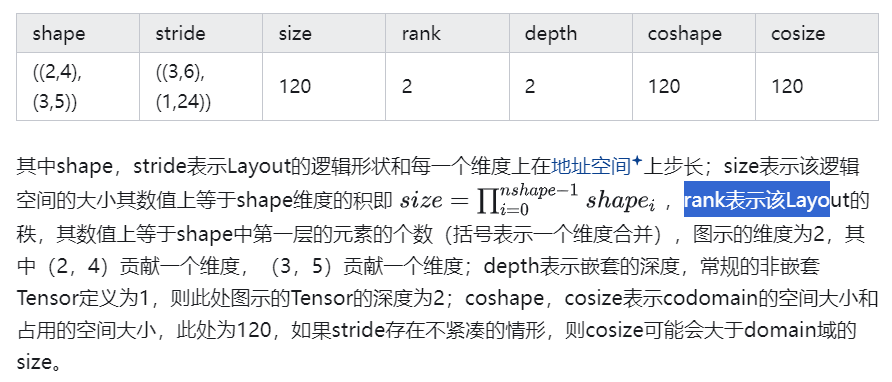 shape stride size rank depth coshape cosize
((2,4), ((3,6), 120 2 2 120 120
(3,5)) (1,24))
其中shape，stride表示Layout的逻辑形状和每一个维度上在地址空间上步长；size表示该逻辑
空间的大小其数值上等于shape维度的积即 size = ∏_{i=0}^{nshape−1} shape_i ，rank表示该Layout的
秩，其数值上等于shape中第一层的元素的个数（括号表示一个维度合并），图示的维度为2，其
中（2，4）贡献一个维度，（3，5）贡献一个维度；depth表示嵌套的深度，常规的非嵌套
Tensor定义为1，则此处图示的Tensor的深度为2；coshape，cosize表示codomain的空间大小和
占用的空间大小，此处为120，如果stride存在不紧凑的情形，则cosize可能会大于domain域的
size。